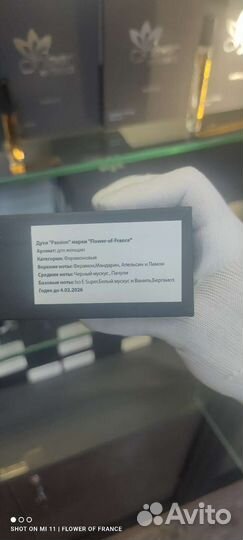 Духи "Passion" марки "Flower-of-France"
Аромат: для женщин
Категория: Феромоновые
Верхние ноты: Феромон,Мандарин, Апельсин и Лимон
Средние ноты: Черный мускус , Пачули
Базовые ноты: Iso E Super,Белый мускус и Ваниль,Бергамот.
Годен до 4.03.2026
SHOT ON MI 11 | FLOWER OF FRANCE
Avito